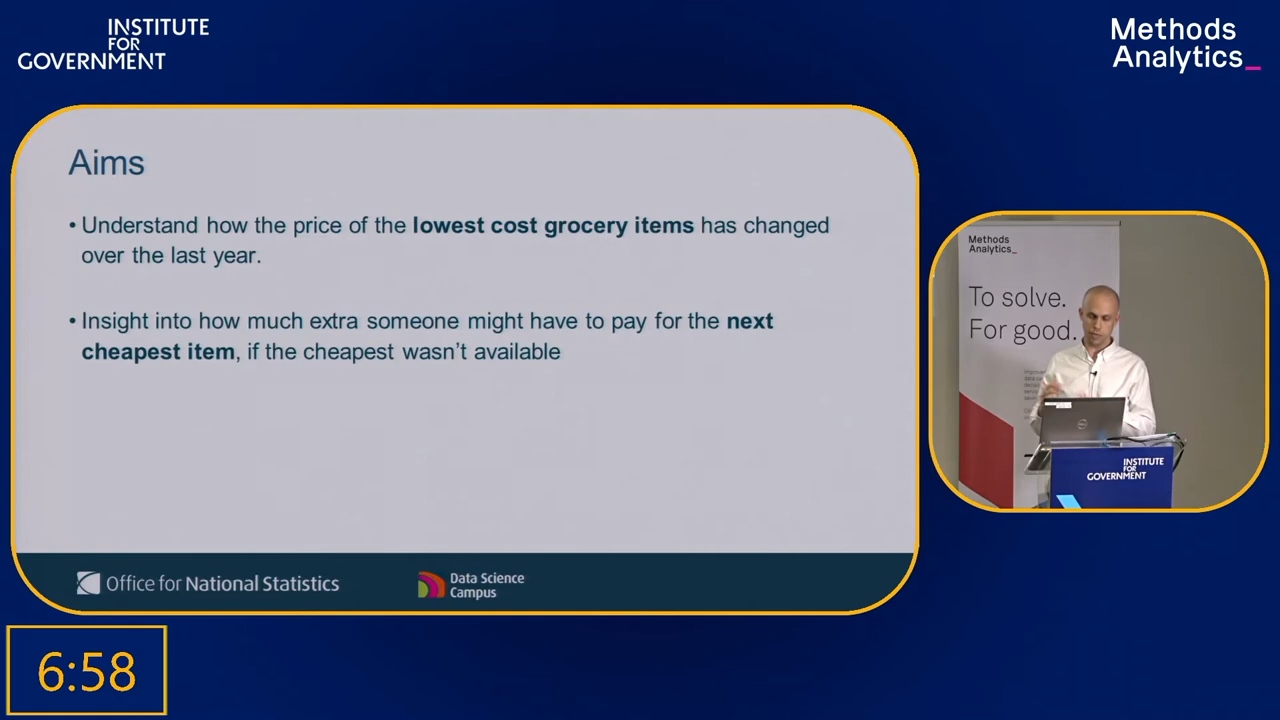 INSTITUTE
FOR
GOVERNMENT
Methods
Analytics_
Aims
• Understand how the price of the lowest cost grocery items has changed
over the last year.
• Insight into how much extra someone might have to pay for the next
cheapest item, if the cheapest wasn't available
Office for National Statistics
Data Science
Campus
Methods
Analytics_
To solve.
For good.
INSTITUTE
FOR
GOVERNMENT
6:58